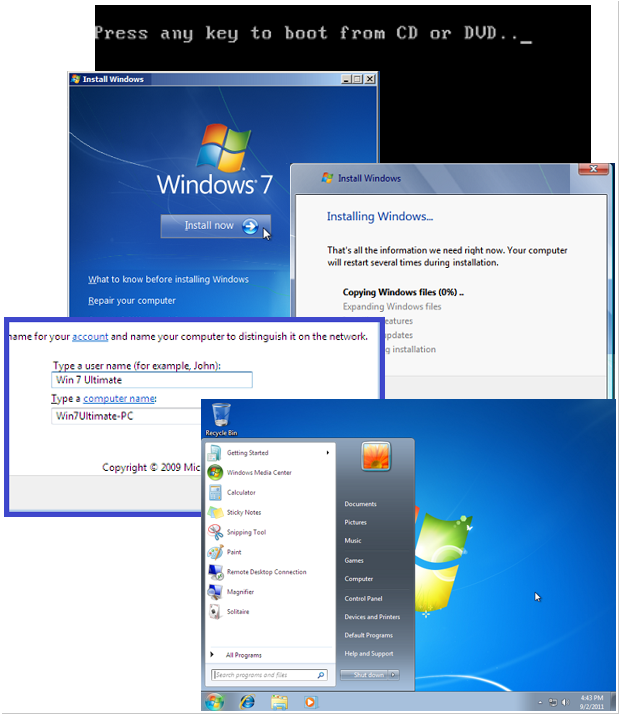 Press any key to boot from CD or DVD.._
Install Windows
Windows 7
Install now
What to know before installing Windows
Repair your computer
Install Windows
Installing Windows...
That's all the information we need right now. Your computer
will restart several times during installation.
Copying Windows files (0%) ..
Expanding Windows files
eatures
pdates
installation
name for your account and name your computer to distinguish it on the network.
Type a user name (for example, John):
Win 7 Ultimate
Type a computer name:
Win7Ultimate-PC
Copyright © 2009 Mic
Recycle Bin
Getting Started
Windows Media Center
Calculator
Sticky Notes
Snipping Tool
Paint
Remote Desktop Connection
Magnifier
Solitaire
All Programs
Search programs and files
Documents
Pictures
Music
Games
Computer
Control Panel
Devices and Printers
Default Programs
Help and Support
Shut down
4:43 PM
9/2/2011